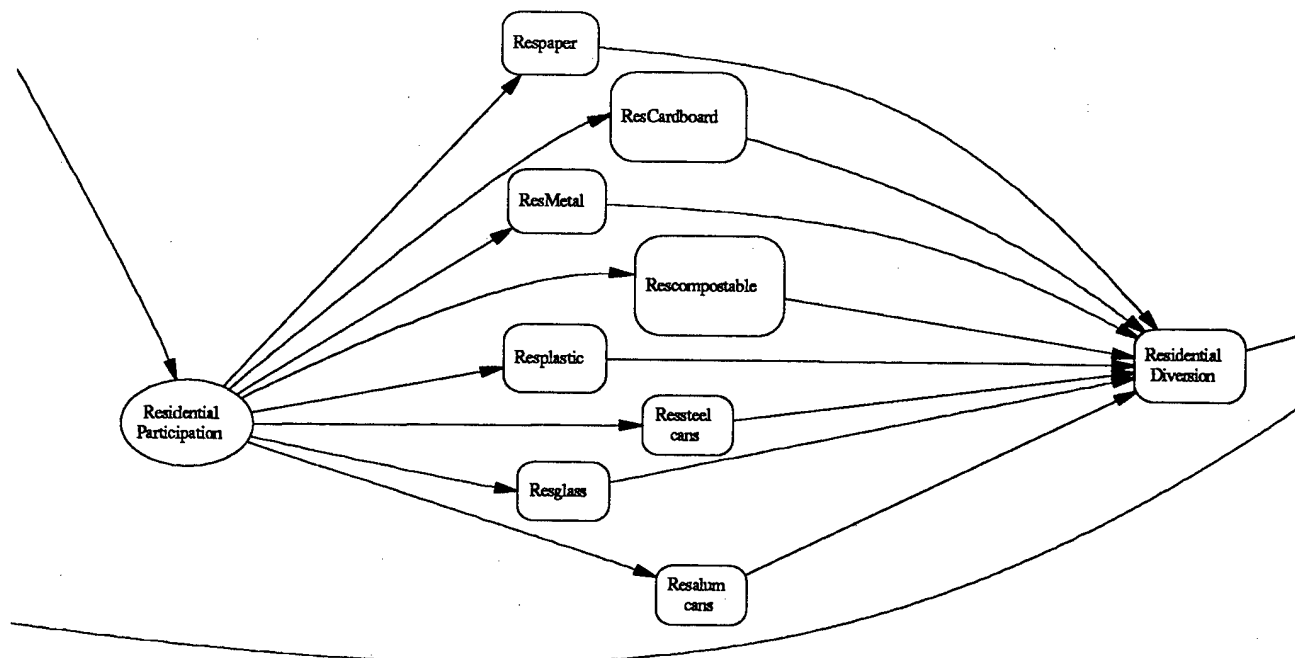 Respaper
ResCardboard
ResMetal
Rescompostable
Resplastic
Residential
Diversion
Residential
Participation
Ressteel
cans
Resglass
Resalum
cans